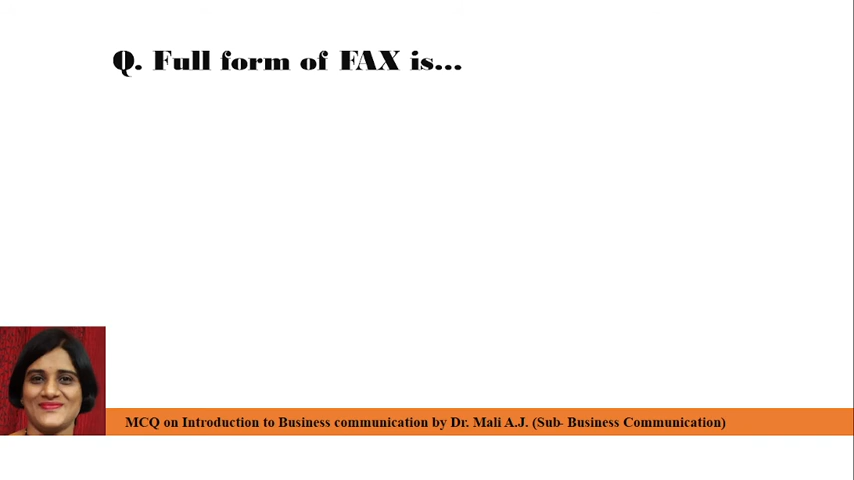 Q. Full form of FAX is...
MCQ on Introduction to Business communication by Dr. Mali A.J. (Sub- Business Communication)